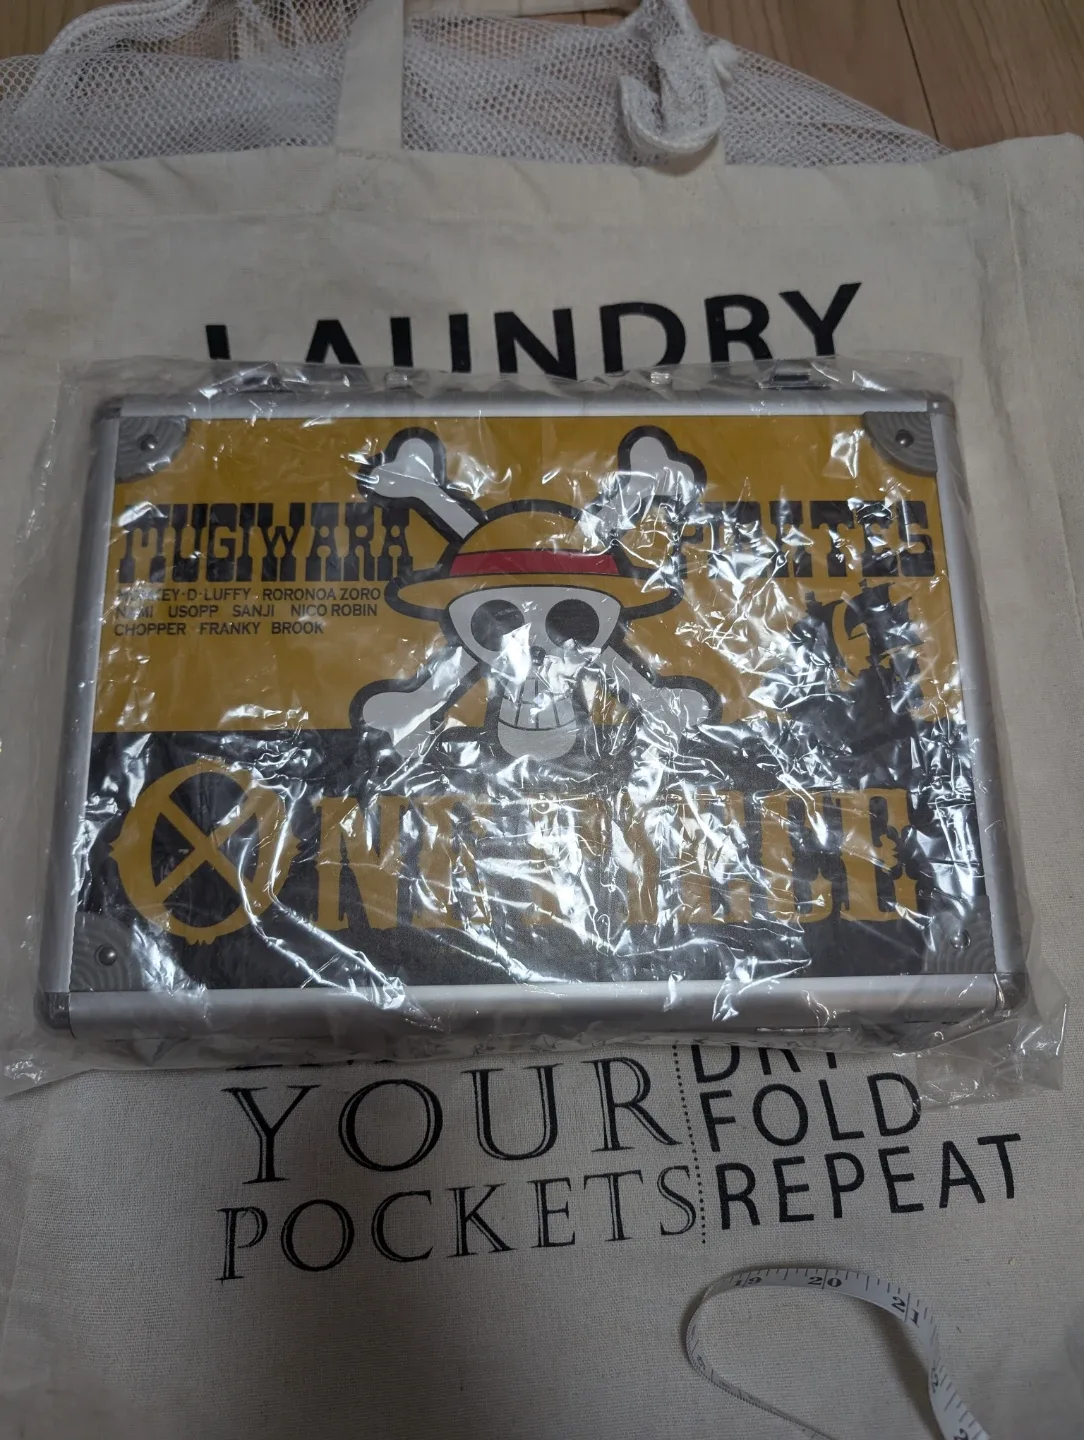 LAUNDRY
MUGIWARA PIRATES
MONKEY·D·LUFFY·RORONOA ZORO
NAMI USOPP SANJI NICO ROBIN
CHOPPER·FRANKY BROOK
ONE PIECE
YOUR
POCKETS
DRY
FOLD
REPEAT
19 20 21